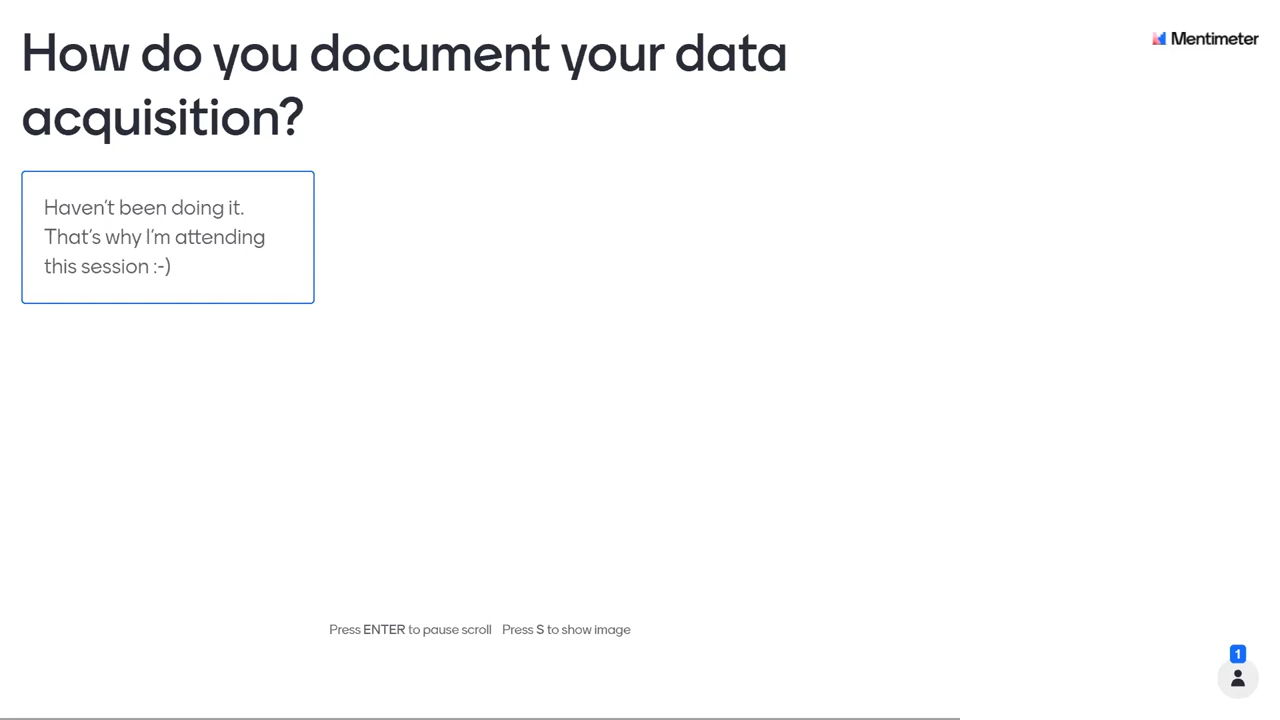 How do you document your data
acquisition?
Mentimeter
Haven't been doing it.
That's why I'm attending
this session :-)
Press ENTER to pause scroll Press S to show image
1